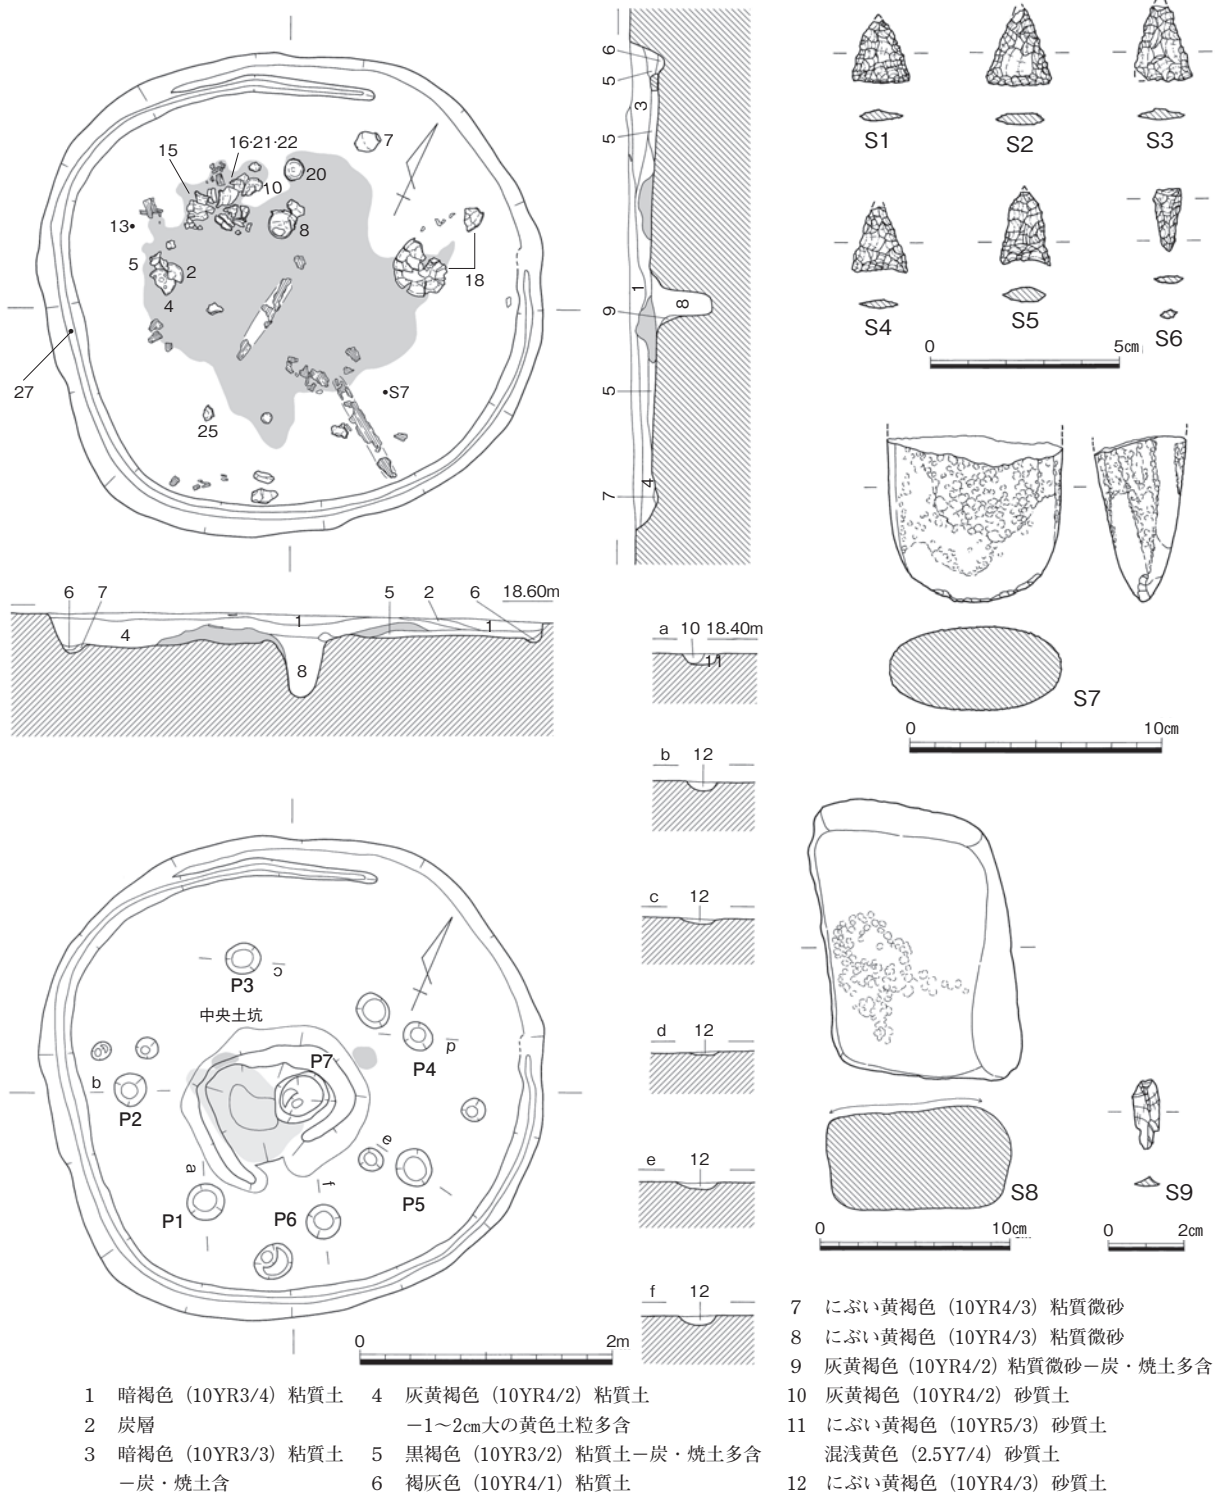 15
16·21·22
7
20
10
13
8
5
2
4
18
27
S7
25
6
5
3
5
1
8
9
5
4
7
S1
S2
S3
S4
S5
S6
0 5㎝
S7
0 10㎝
6 7 5 2 6 18.60m
1
1
4
8
a 10 18.40m
11
b 12
c 12
d 12
e 12
f 12
P3
c
中央土坑
P7
P4
d
b
P2
a
e
f
P5
P1
P6
0 2m
S8
0 10㎝
S9
0 2㎝
1 暗褐色（10YR3/4）粘質土
2 炭層
3 暗褐色（10YR3/3）粘質土
－炭・焼土含
4 灰黄褐色（10YR4/2）粘質土
－1～2㎝大の黄色土粒多含
5 黒褐色（10YR3/2）粘質土－炭・焼土多含
6 褐灰色（10YR4/1）粘質土
7 にぶい黄褐色（10YR4/3）粘質微砂
8 にぶい黄褐色（10YR4/3）粘質微砂
9 灰黄褐色（10YR4/2）粘質微砂－炭・焼土多含
10 灰黄褐色（10YR4/2）砂質土
11 にぶい黄褐色（10YR5/3）砂質土
混浅黄色（2.5Y7/4）砂質土
12 にぶい黄褐色（10YR4/3）砂質土